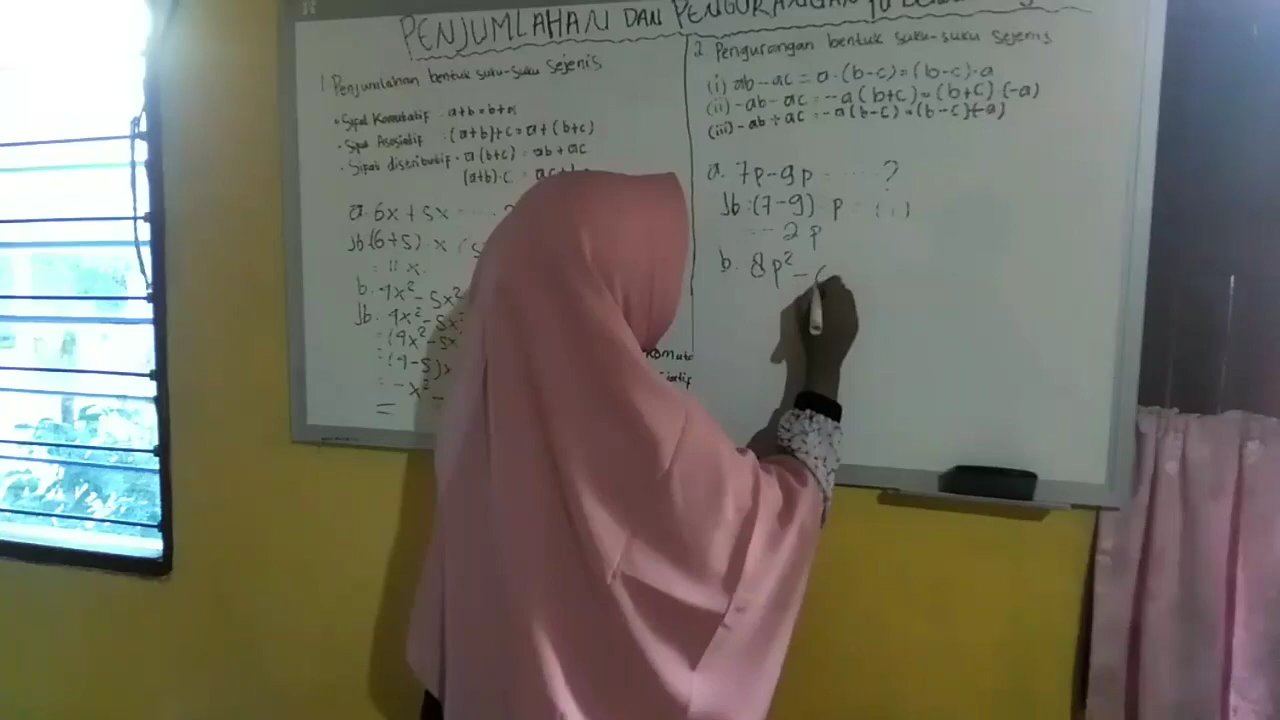 PENJUMLAHAN DAN PENGURANGAN
1 Penjumlahan bentuk suku-suku sejenis
• Sifat Komutatif : a+b = b+a
• Sifat Asosiatif : (a+b)+c = a+(b+c)
• Sifat distributif • a(b+c) = ab + ac
(a+b).c = ac+b
a. 6x + 5x ..... ?
Jb (6+5) x (s
= 11 x.
b. 4x² - 5x²
Jb. 4x² - 5x
= (4x² - 5x
= (4-5)x
= -x² -
=
Komuta
2 Pengurangan bentuk suku-suku sejenis
(i) ab - ac = a.(b-c) = (b-c).a
(ii) -ab - ac = -a(b+c) = (b+c)(-a)
(iii) -ab + ac = -a(b-c) = (b-c)(-a)
a. 7p - 9p ..... ?
Jb : (7-9) p (i)
= -2p
b. 8p² -